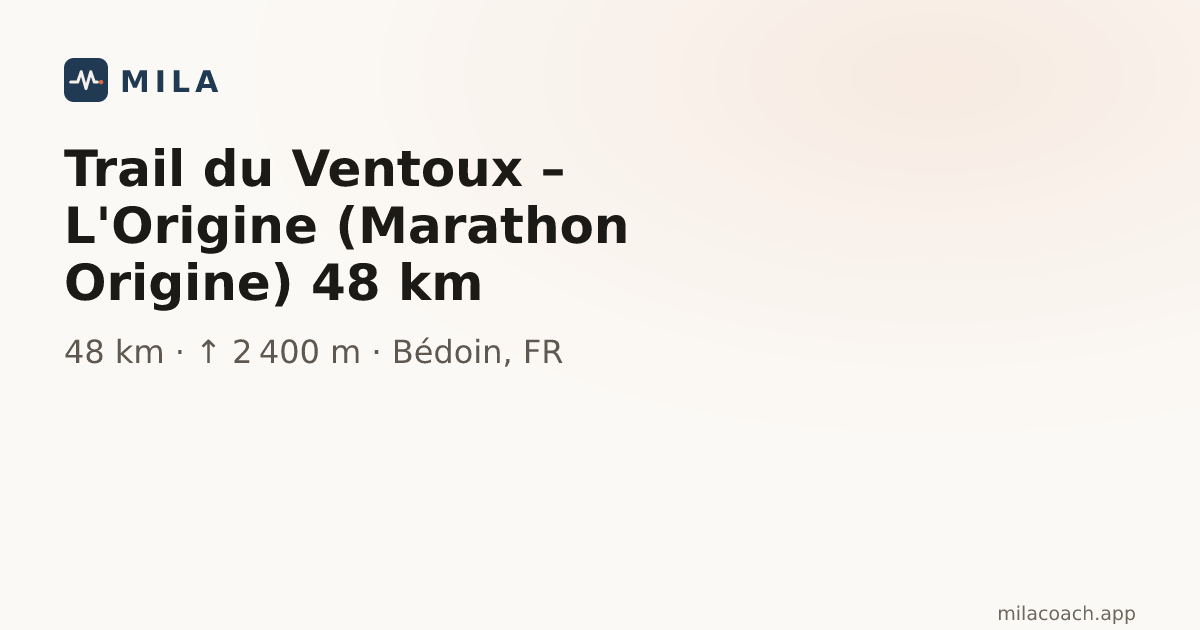 MILA
Trail du Ventoux –
L'Origine (Marathon
Origine) 48 km
48 km · ↑ 2 400 m · Bédoin, FR
milacoach.app